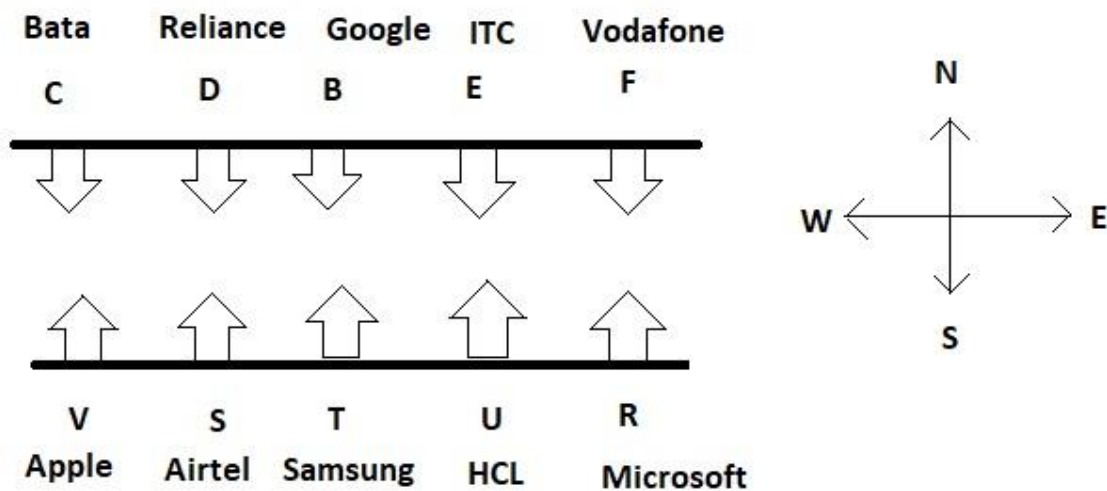 Bata Reliance Google ITC Vodafone
C D B E F
N
W E
S
V S T U R
Apple Airtel Samsung HCL Microsoft